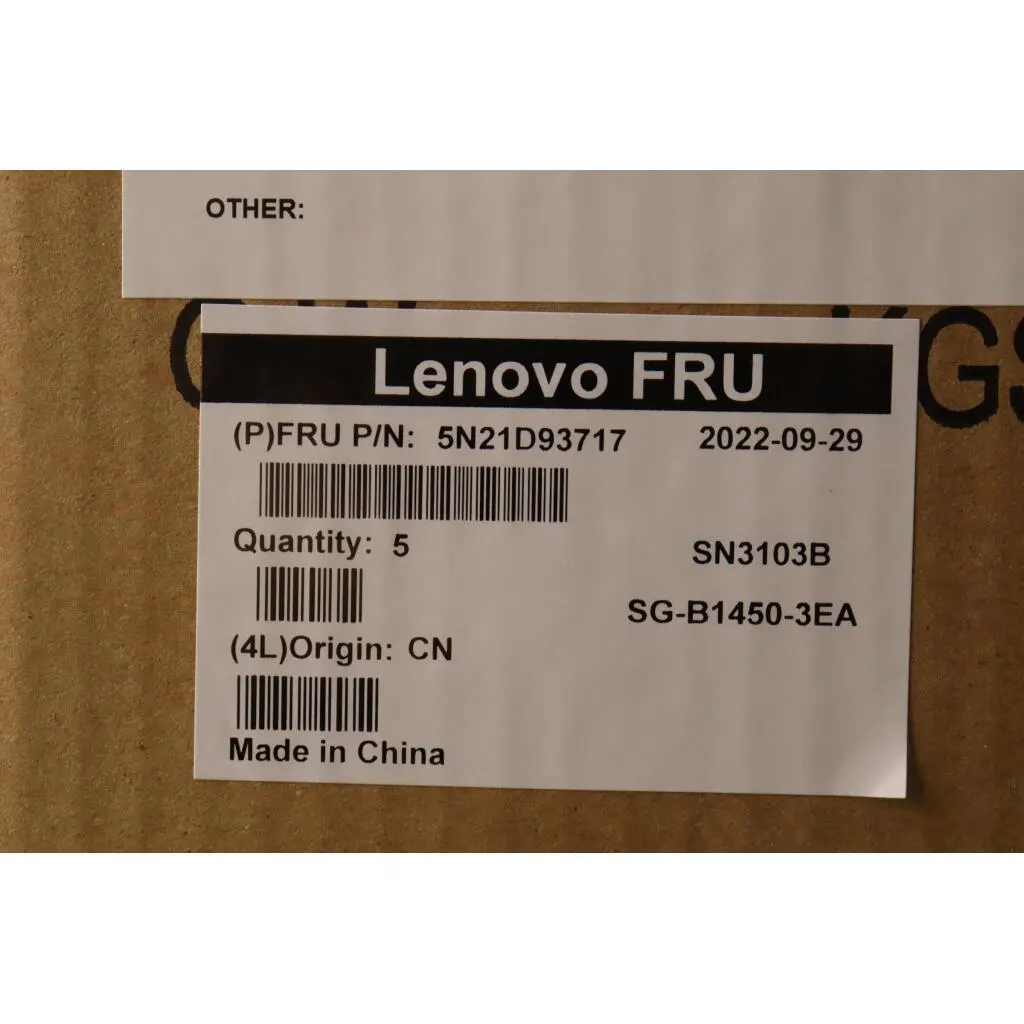 OTHER:
Lenovo FRU
(P)FRU P/N: 5N21D93717 2022-09-29
Quantity: 5
SN3103B
SG-B1450-3EA
(4L)Origin: CN
Made in China